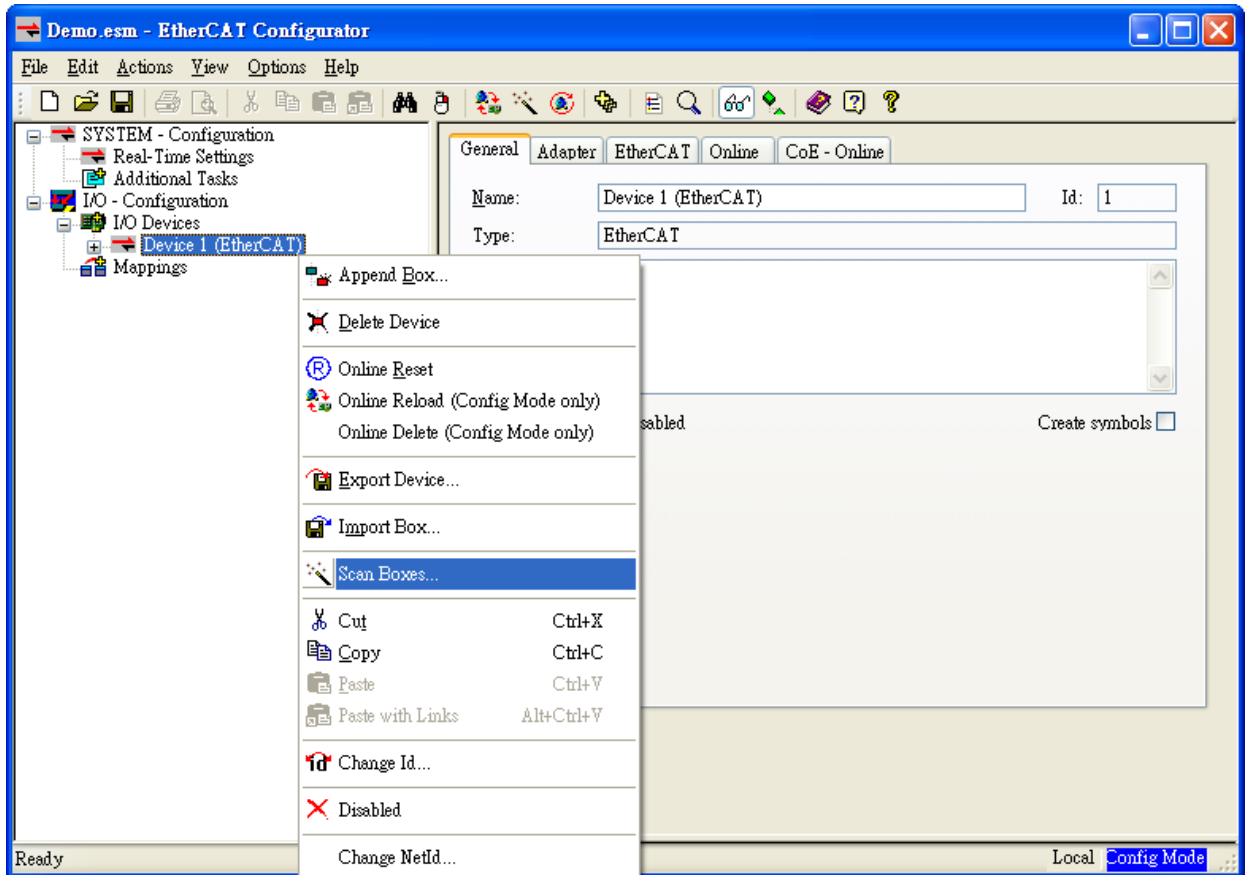 Demo.esm - EtherCAT Configurator
File Edit Actions View Options Help
SYSTEM - Configuration
Real-Time Settings
Additional Tasks
I/O - Configuration
I/O Devices
Device 1 (EtherCAT)
Mappings
General Adapter EtherCAT Online CoE - Online
Name: Device 1 (EtherCAT) Id: 1
Type: EtherCAT
sabled Create symbols
Append Box...
Delete Device
Online Reset
Online Reload (Config Mode only)
Online Delete (Config Mode only)
Export Device...
Import Box...
Scan Boxes...
Cut Ctrl+X
Copy Ctrl+C
Paste Ctrl+V
Paste with Links Alt+Ctrl+V
Change Id...
Disabled
Change NetId...
Ready Local Config Mode